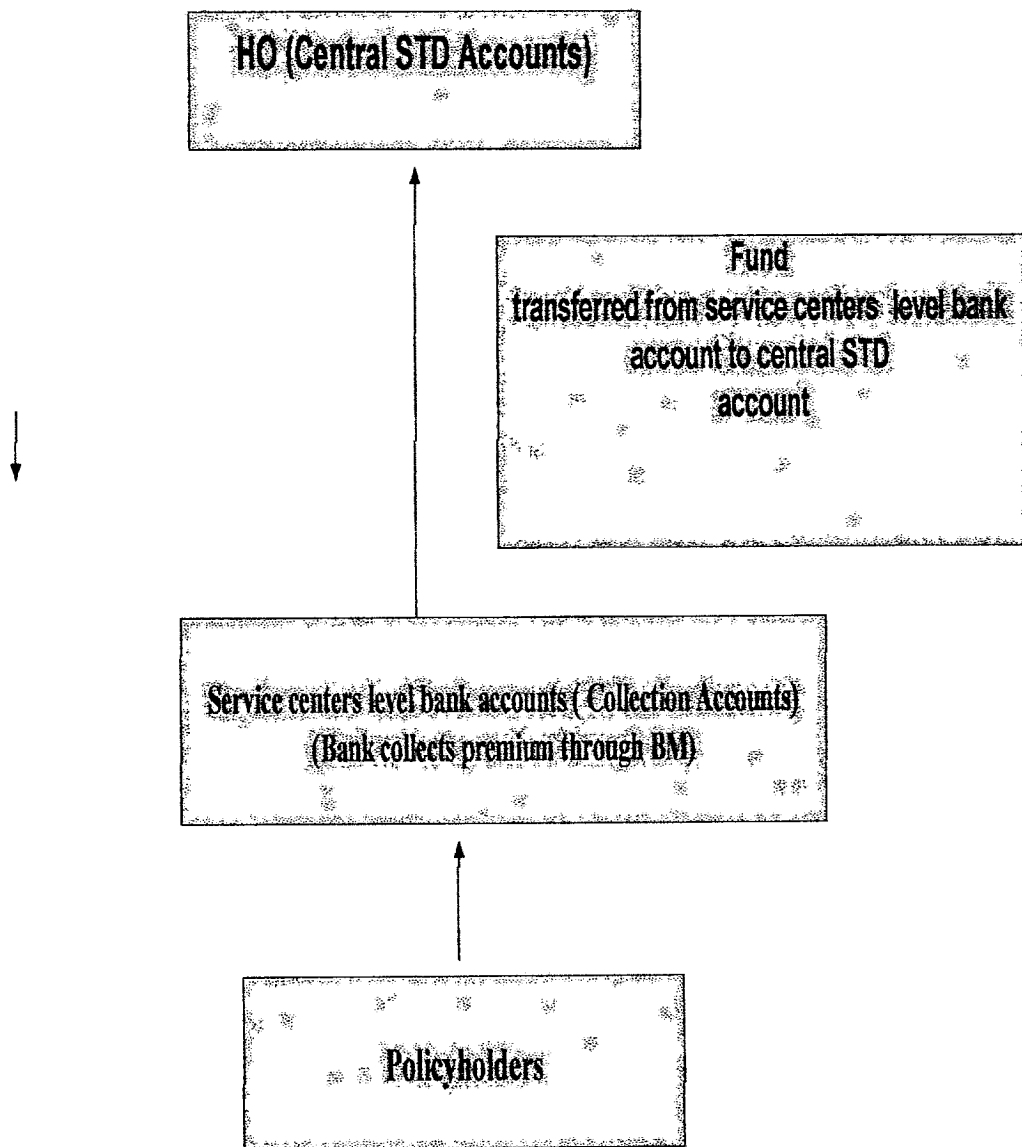 HO (Central STD Accounts)
Fund
transferred from service centers level bank
account to central STD
account
Service centers level bank accounts ( Collection Accounts)
(Bank collects premium through BM)
Policyholders